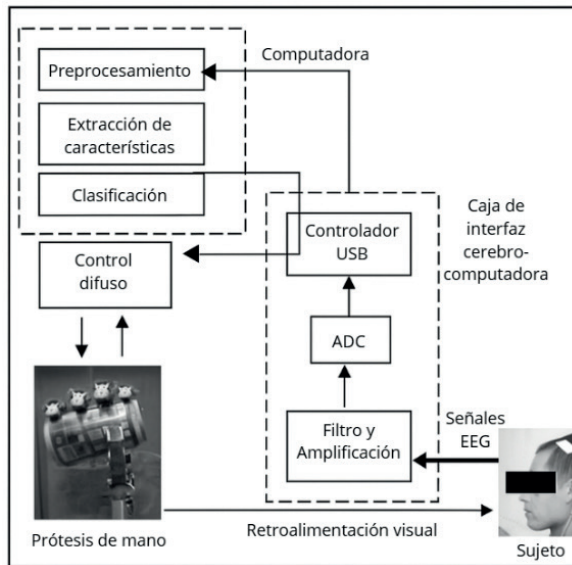 Computadora
Preprocesamiento
Extracción de
características
Clasificación
Control
difuso
Caja de
interfaz
cerebro-
computadora
Controlador
USB
ADC
Filtro y
Amplificación
Señales
EEG
Retroalimentación visual
Prótesis de mano
Sujeto